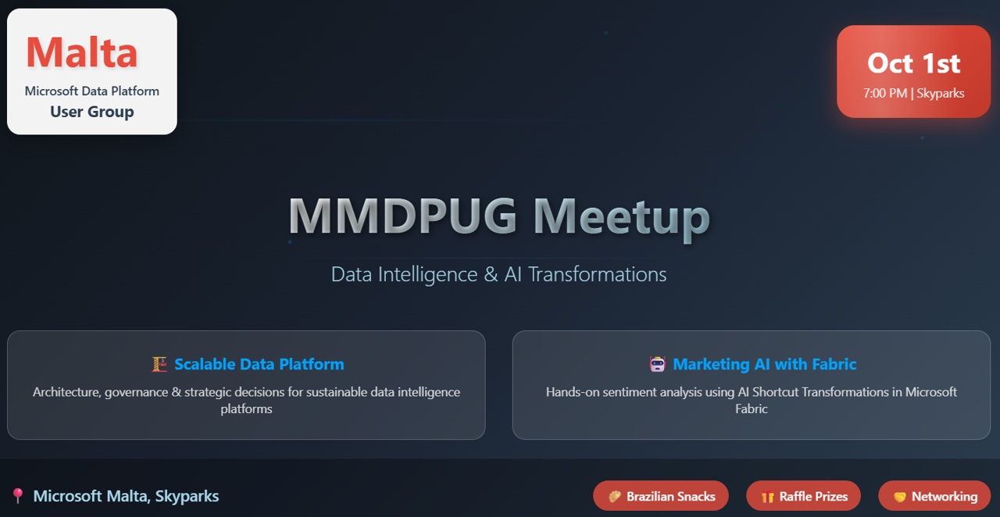 Malta
Microsoft Data Platform
User Group
Oct 1st
7:00 PM | Skyparks
MMDPUG Meetup
Data Intelligence & AI Transformations
Scalable Data Platform
Architecture, governance & strategic decisions for sustainable data intelligence
platforms
Marketing AI with Fabric
Hands-on sentiment analysis using AI Shortcut Transformations in Microsoft
Fabric
Microsoft Malta, Skyparks
Brazilian Snacks
Raffle Prizes
Networking